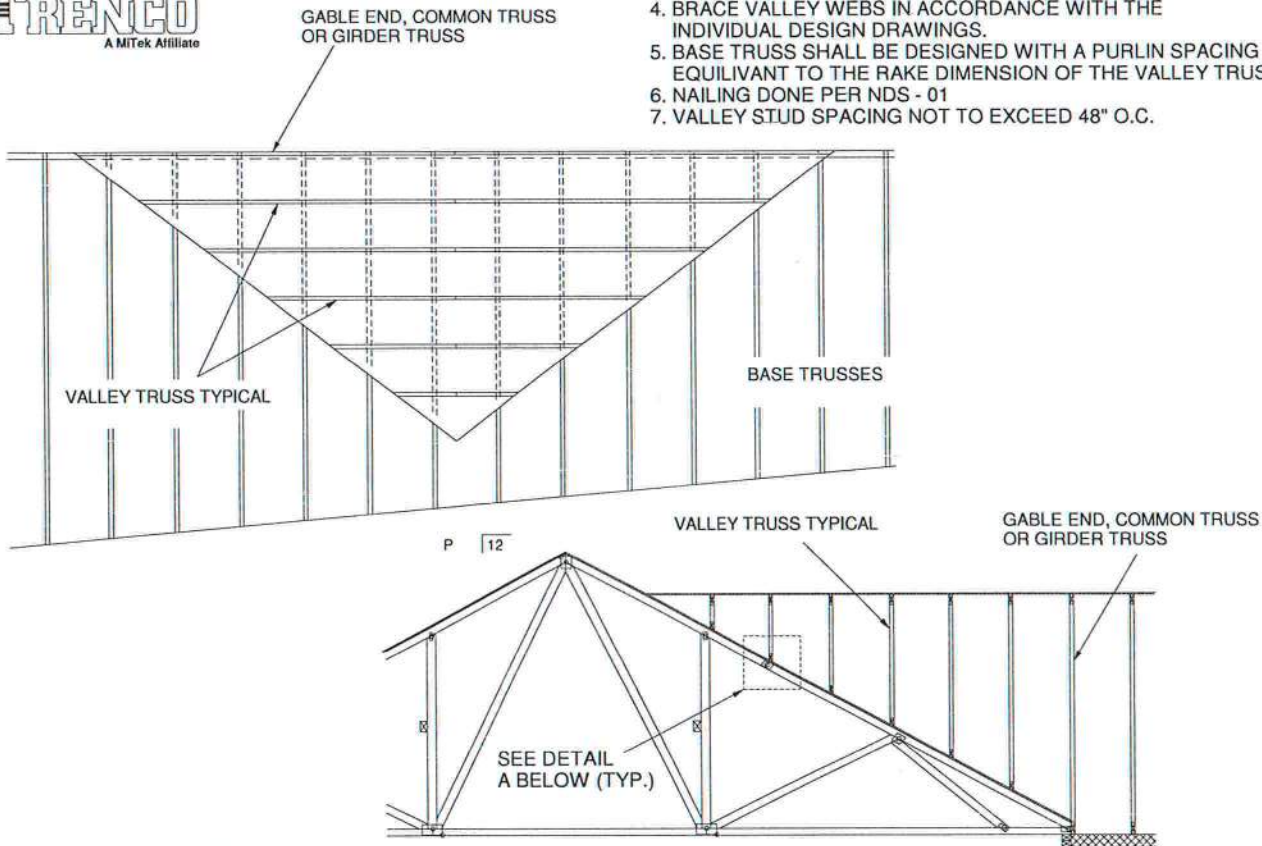 TRENCO
A MiTek Affiliate
GABLE END, COMMON TRUSS
OR GIRDER TRUSS
4. BRACE VALLEY WEBS IN ACCORDANCE WITH THE
INDIVIDUAL DESIGN DRAWINGS.
5. BASE TRUSS SHALL BE DESIGNED WITH A PURLIN SPACING
EQUILIVANT TO THE RAKE DIMENSION OF THE VALLEY TRUS
6. NAILING DONE PER NDS - 01
7. VALLEY STUD SPACING NOT TO EXCEED 48" O.C.
VALLEY TRUSS TYPICAL
BASE TRUSSES
P 12
VALLEY TRUSS TYPICAL
GABLE END, COMMON TRUSS
OR GIRDER TRUSS
SEE DETAIL
A BELOW (TYP.)